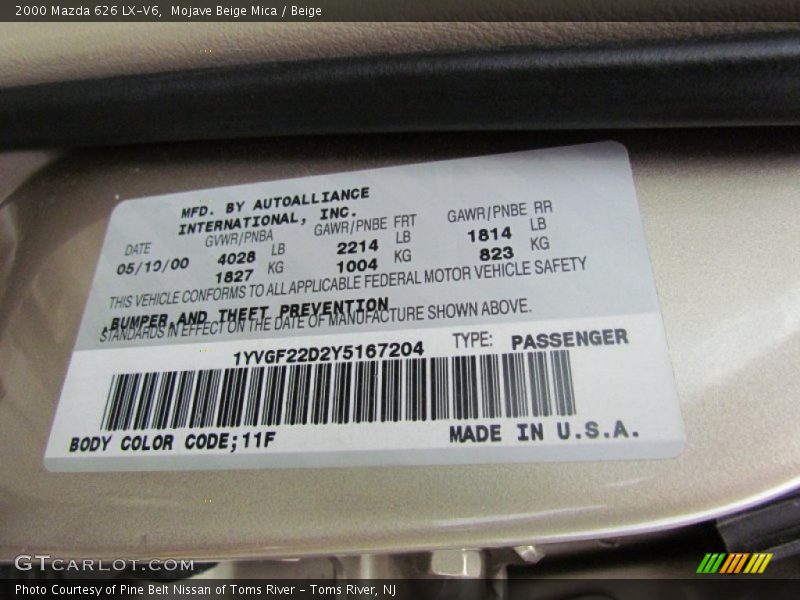 2000 Mazda 626 LX-V6, Mojave Beige Mica / Beige
MFD. BY AUTOALLIANCE
INTERNATIONAL, INC.
DATE GVWR/PNBA GAWR/PNBE FRT GAWR/PNBE RR
05/19/00 4028 LB 2214 LB 1814 LB
1827 KG 1004 KG 823 KG
THIS VEHICLE CONFORMS TO ALL APPLICABLE FEDERAL MOTOR VEHICLE SAFETY
,BUMPER,AND THEFT PREVENTION
STANDARDS IN EFFECT ON THE DATE OF MANUFACTURE SHOWN ABOVE.
1YVGF22D2Y5167204 TYPE: PASSENGER
BODY COLOR CODE;11F MADE IN U.S.A.
GTCARLOT.COM
Photo Courtesy of Pine Belt Nissan of Toms River - Toms River, NJ